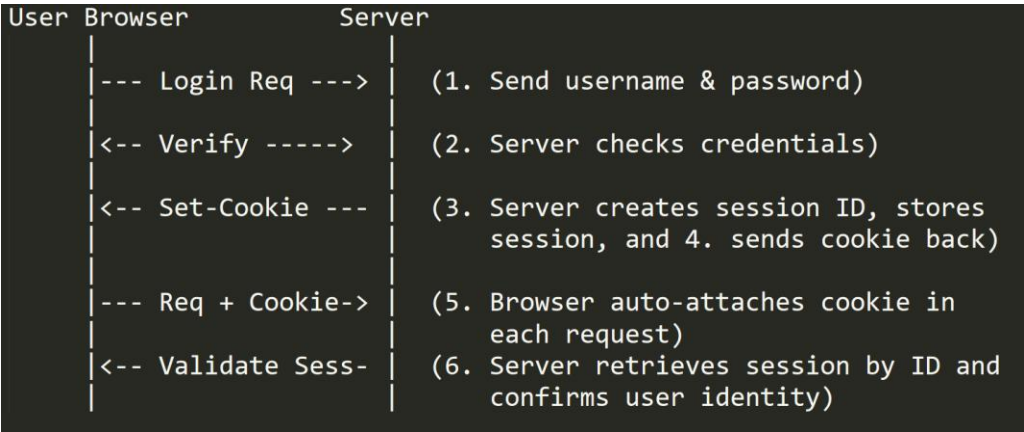 User Browser          Server
     |                   |
     |--- Login Req ---> |  (1. Send username & password)
     |                   |
     |<-- Verify ----->  |  (2. Server checks credentials)
     |                   |
     |<-- Set-Cookie --- |  (3. Server creates session ID, stores
     |                   |      session, and 4. sends cookie back)
     |                   |
     |--- Req + Cookie-> |  (5. Browser auto-attaches cookie in
     |                   |      each request)
     |<-- Validate Sess- |  (6. Server retrieves session by ID and
     |                   |      confirms user identity)